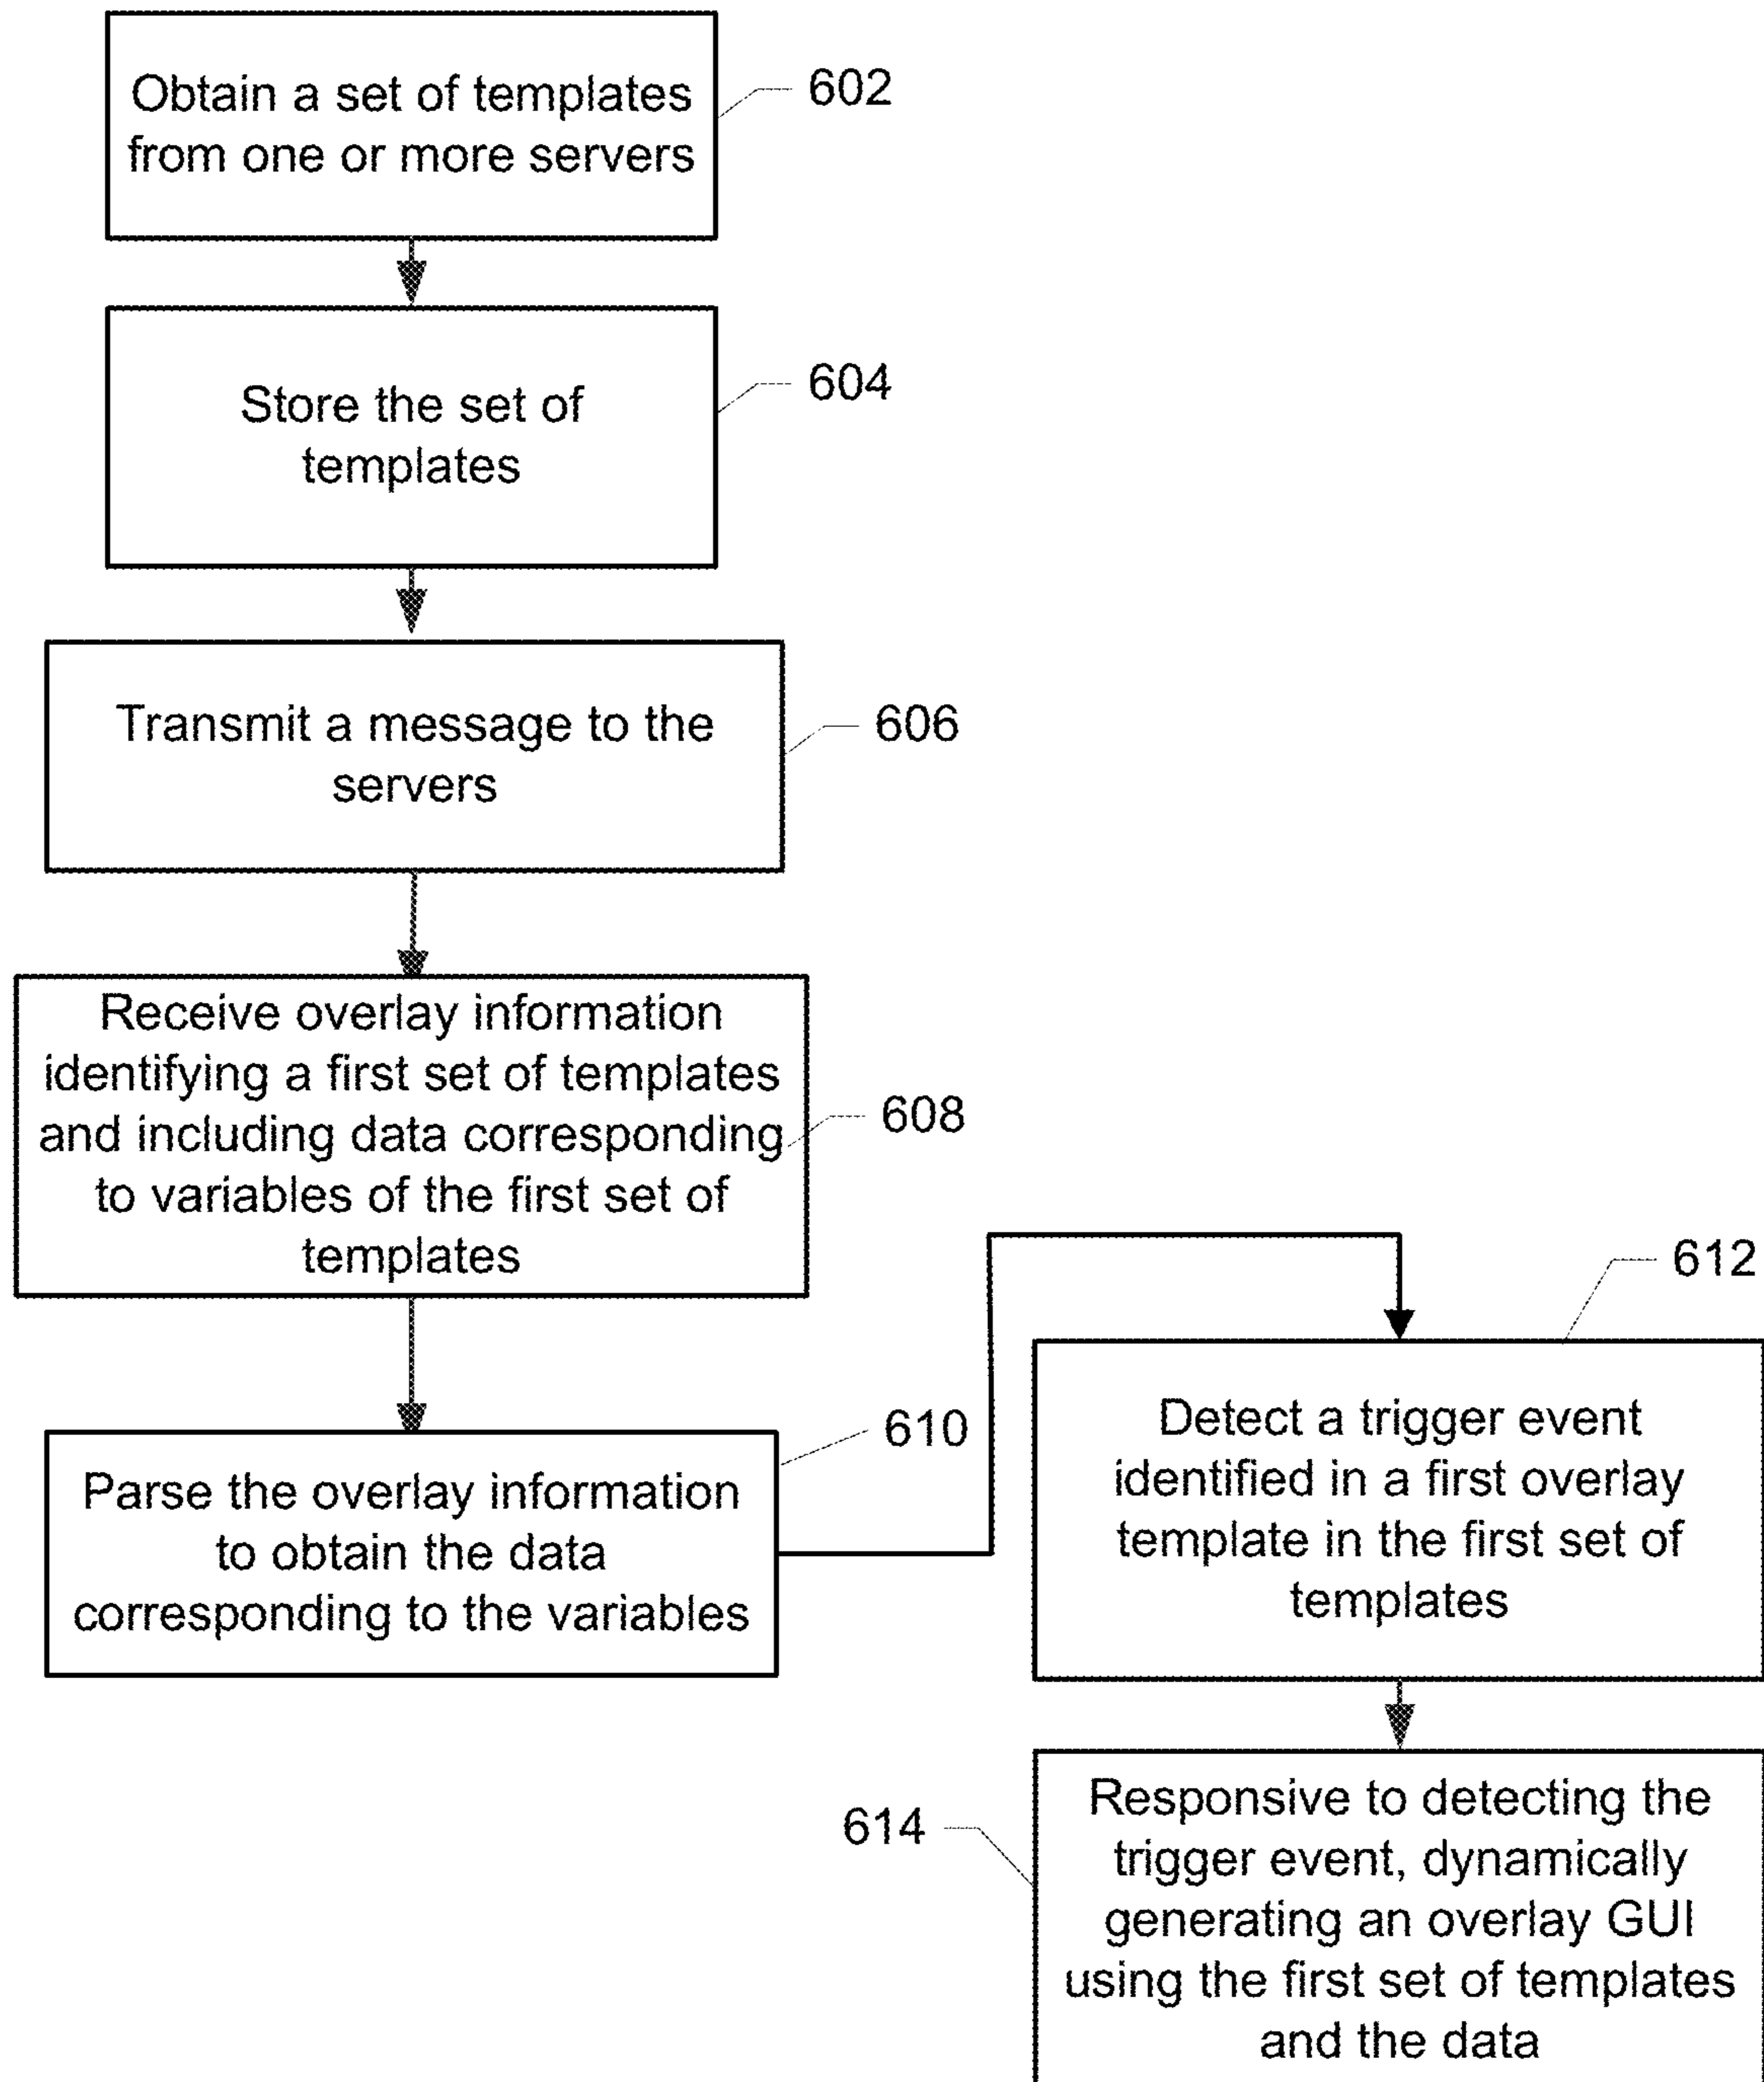 Obtain a set of templates
from one or more servers
602
Store the set of
templates
604
Transmit a message to the
servers
606
Receive overlay information
identifying a first set of templates
and including data corresponding
to variables of the first set of
templates
608
Parse the overlay information
to obtain the data
corresponding to the variables
610
612
Detect a trigger event
identified in a first overlay
template in the first set of
templates
614
Responsive to detecting the
trigger event, dynamically
generating an overlay GUI
using the first set of templates
and the data